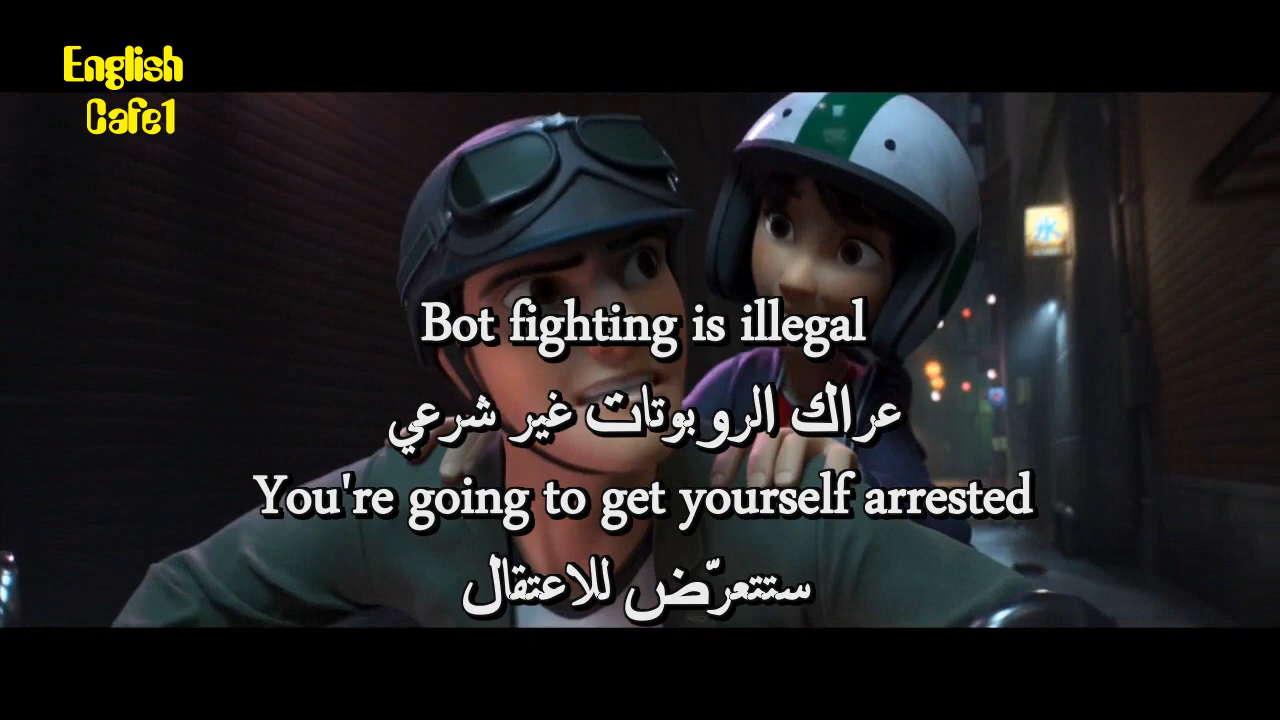 English
Cafe1
氷
Bot fighting is illegal
عراك الروبوتات غير شرعي
You're going to get yourself arrested
ستتعرّض للاعتقال